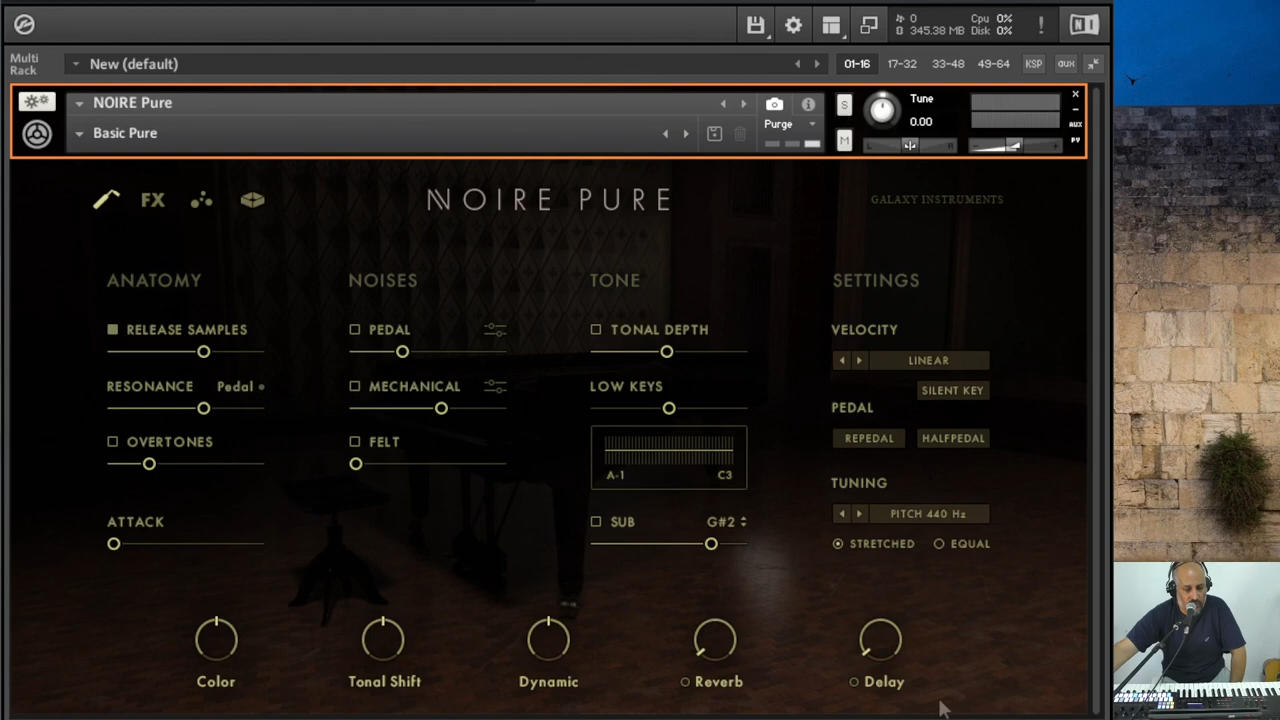 Cpu 0%
0
345.38 MB Disk 0%
!
NI
Multi Rack
New (default)
01-16 17-32 33-48 49-64 KSP aux
NOIRE Pure
Basic Pure
Purge
S
M
Tune
0.00
L R
- +
x
-
AUX
PV
FX
NOIRE PURE
GALAXY INSTRUMENTS
ANATOMY
RELEASE SAMPLES
RESONANCE Pedal
OVERTONES
ATTACK
NOISES
PEDAL
MECHANICAL
FELT
TONE
TONAL DEPTH
LOW KEYS
A-1 C3
SUB G#2
SETTINGS
VELOCITY
LINEAR
SILENT KEY
PEDAL
REPEDAL HALFPEDAL
TUNING
PITCH 440 Hz
STRETCHED EQUAL
Color Tonal Shift Dynamic Reverb Delay